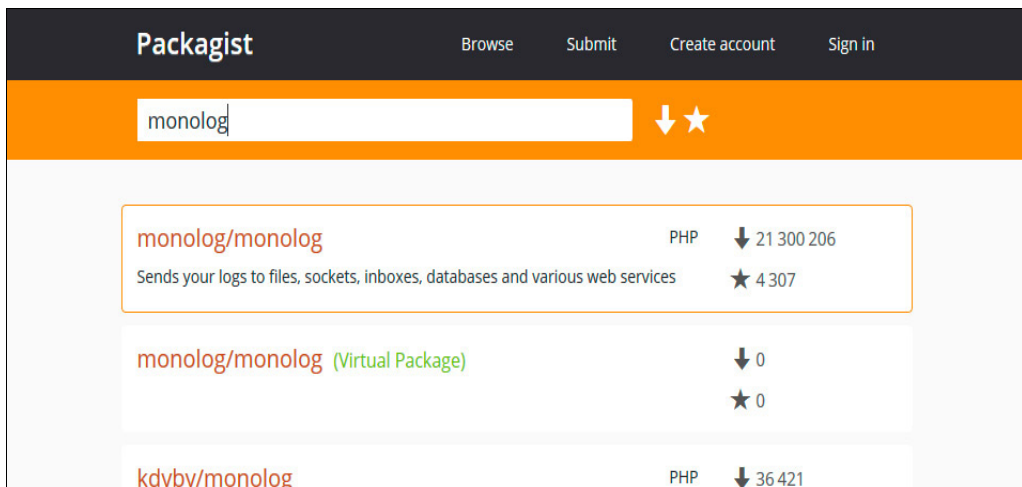 Packagist Browse Submit Create account Sign in
monolog
monolog/monolog PHP 21 300 206
Sends your logs to files, sockets, inboxes, databases and various web services 4 307
monolog/monolog (Virtual Package) 0
0
kdyby/monolog PHP 36 421